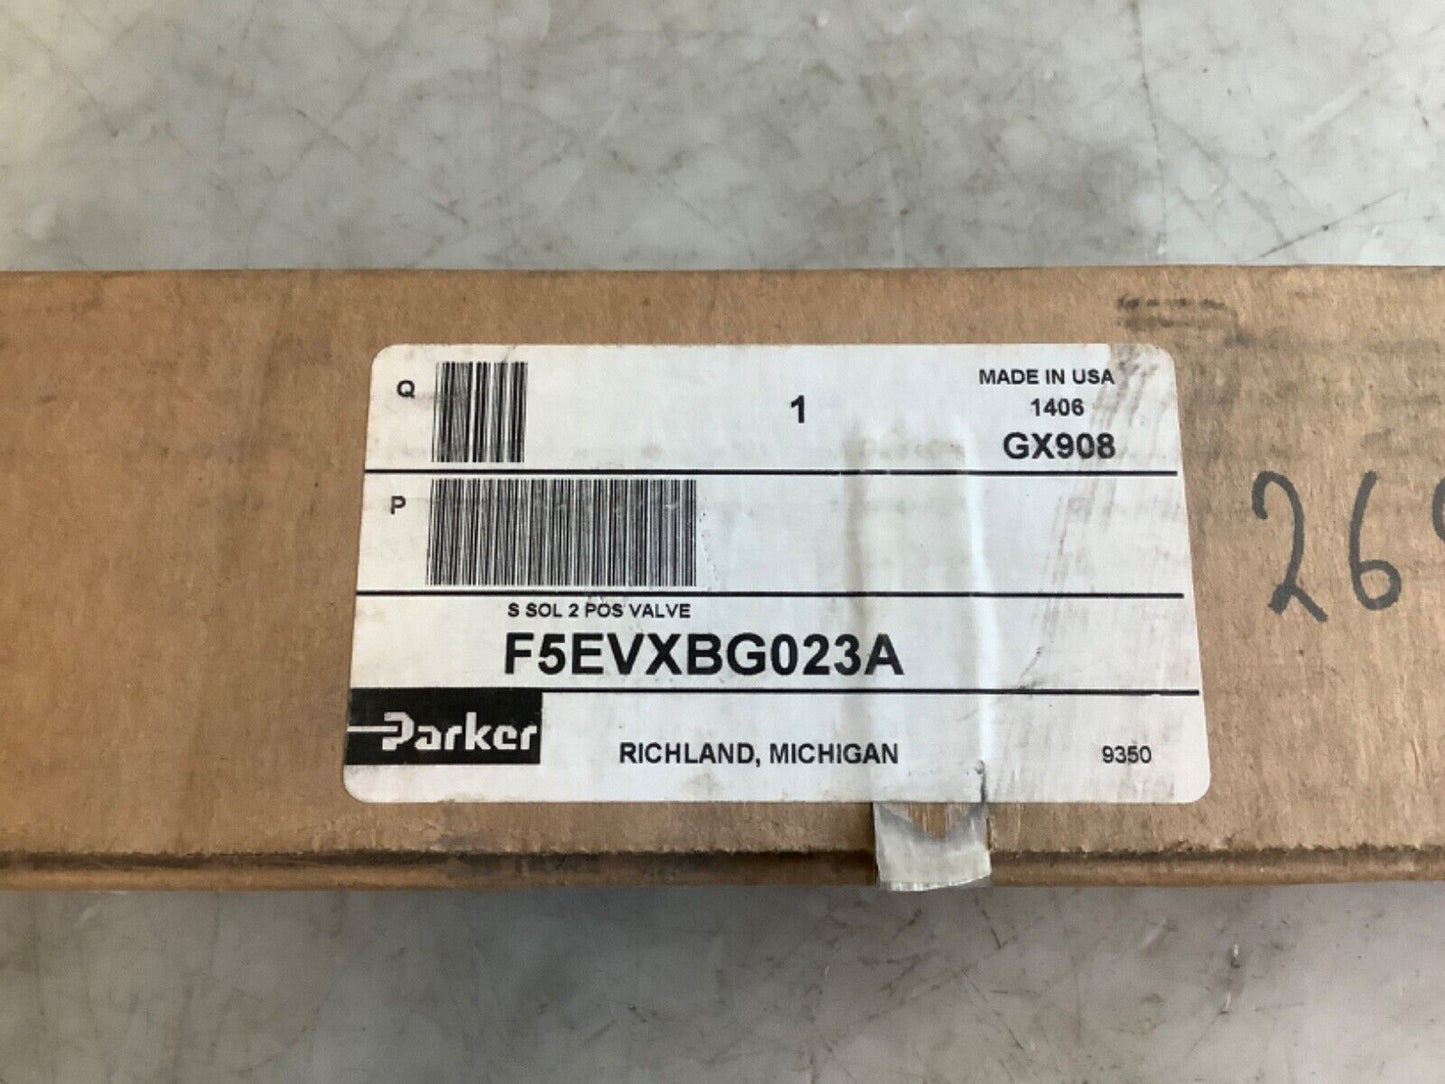 Q
1
MADE IN USA
1406
GX908
P
S SOL 2 POS VALVE
F5EVXBG023A
Parker
RICHLAND, MICHIGAN
9350